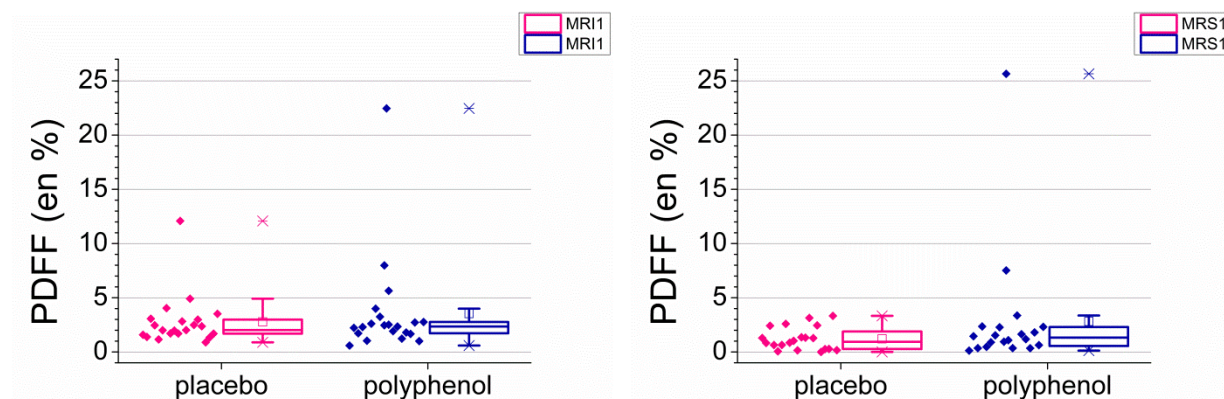 MRI1
MRI1
PDFF (en %)
25
20
15
10
5
0
placebo
polyphenol
MRS1
MRS1
PDFF (en %)
25
20
15
10
5
0
placebo
polyphenol